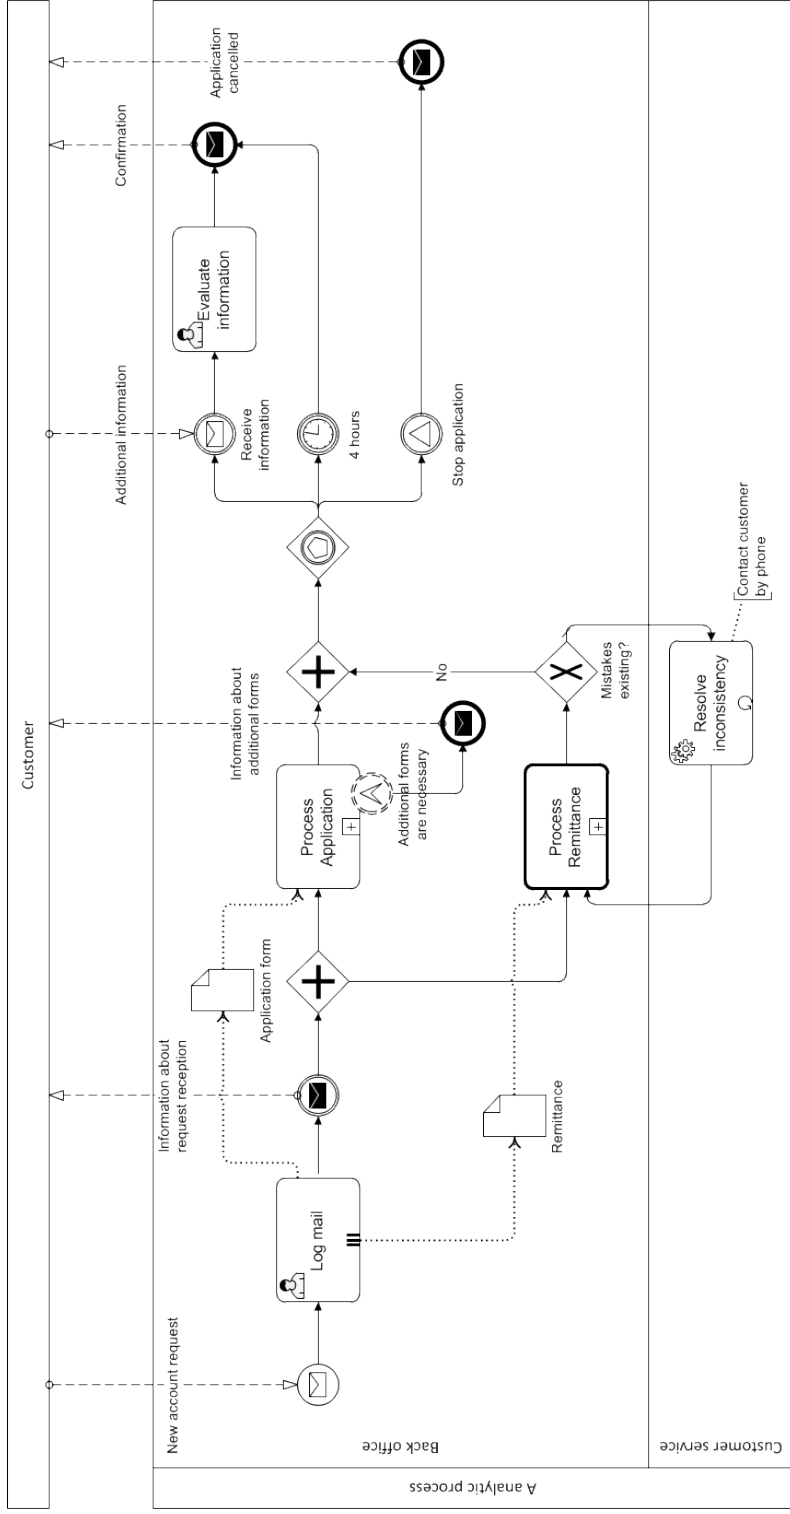 Customer
A analytic process
Back office
Customer service
New account request
Log mail
Information about
request reception
Application form
Remittance
Process
Application
Additional forms
are necessary
Information about
additional forms
Process
Remittance
Mistakes
existing?
No
Resolve
inconsistency
Contact customer
by phone
Additional information
Receive
information
4 hours
Stop application
Evaluate
information
Confirmation
Application
cancelled